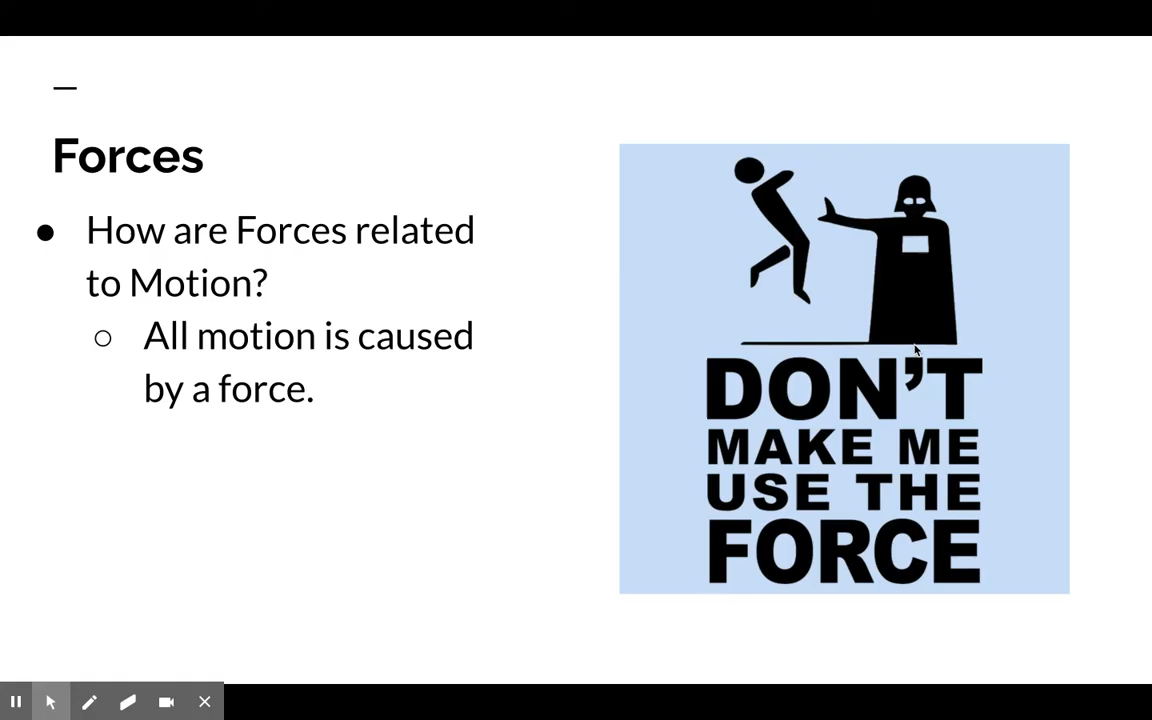 Forces
How are Forces related
to Motion?
All motion is caused
by a force.
DON'T
MAKE ME
USE THE
FORCE